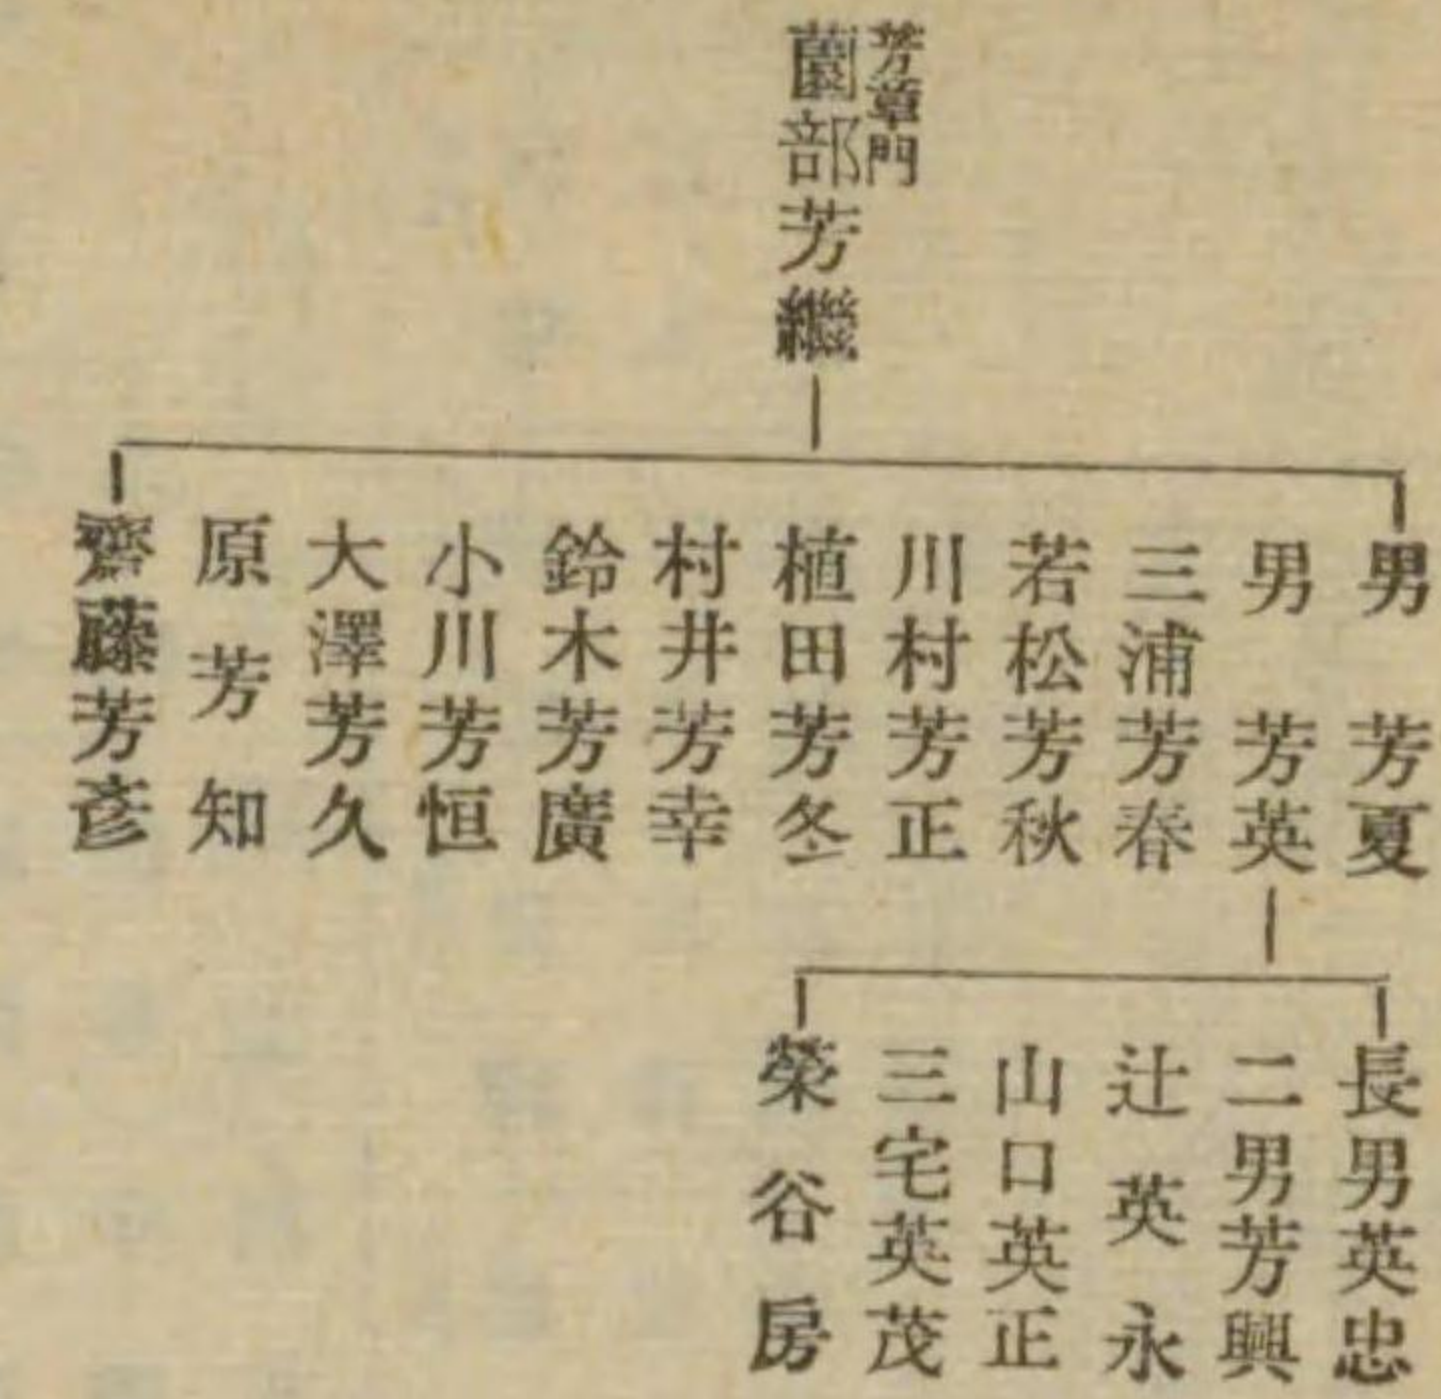 芳章門
薗部芳繼
男 芳夏
男 芳英
三浦芳春
若松芳秋
川村芳正
植田芳冬
村井芳幸
鈴木芳廣
小川芳恒
大澤芳久
原芳知
齋藤芳彥
長男英忠
二男芳興
辻英永
山口英正
三宅英茂
榮谷房